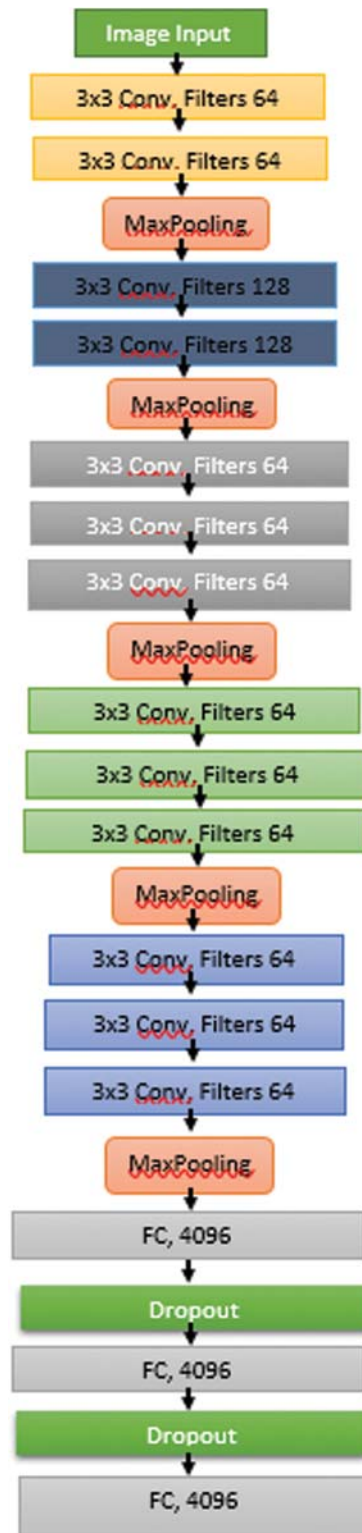 Image Input
3x3 Conv. Filters 64
3x3 Conv. Filters 64
MaxPooling
3x3 Conv, Filters 128
3x3 Conv, Filters 128
MaxPooling
3x3 Conv, Filters 64
3x3 Conv, Filters 64
3x3 Conv, Filters 64
MaxPooling
3x3 Conv, Filters 64
3x3 Conv, Filters 64
3x3 Conv, Filters 64
MaxPooling
3x3 Conv, Filters 64
3x3 Conv, Filters 64
3x3 Conv, Filters 64
MaxPooling
FC, 4096
Dropout
FC, 4096
Dropout
FC, 4096